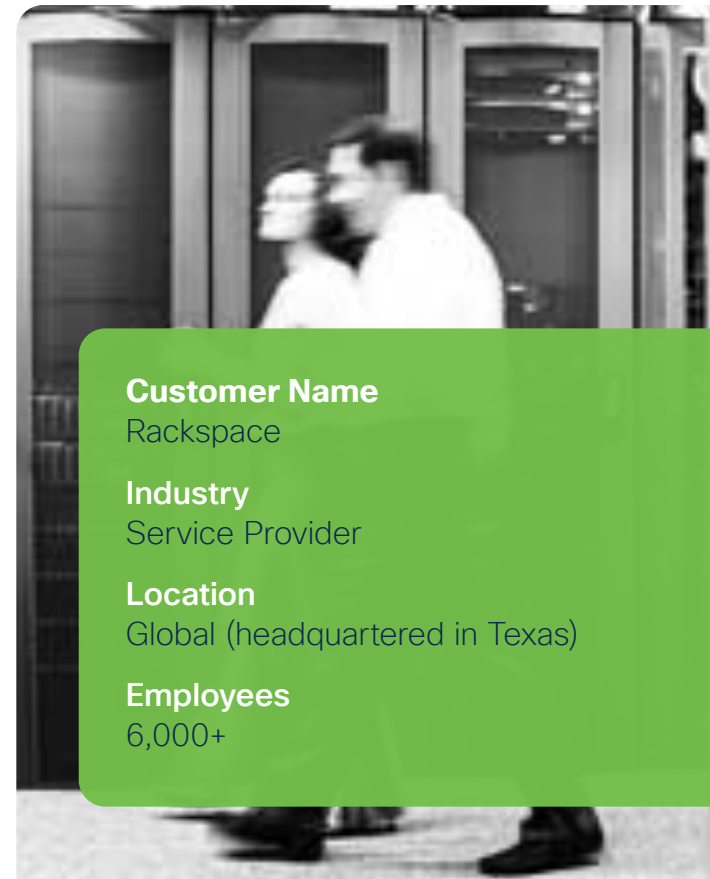 Customer Name
Rackspace
Industry
Service Provider
Location
Global (headquartered in Texas)
Employees
6,000+